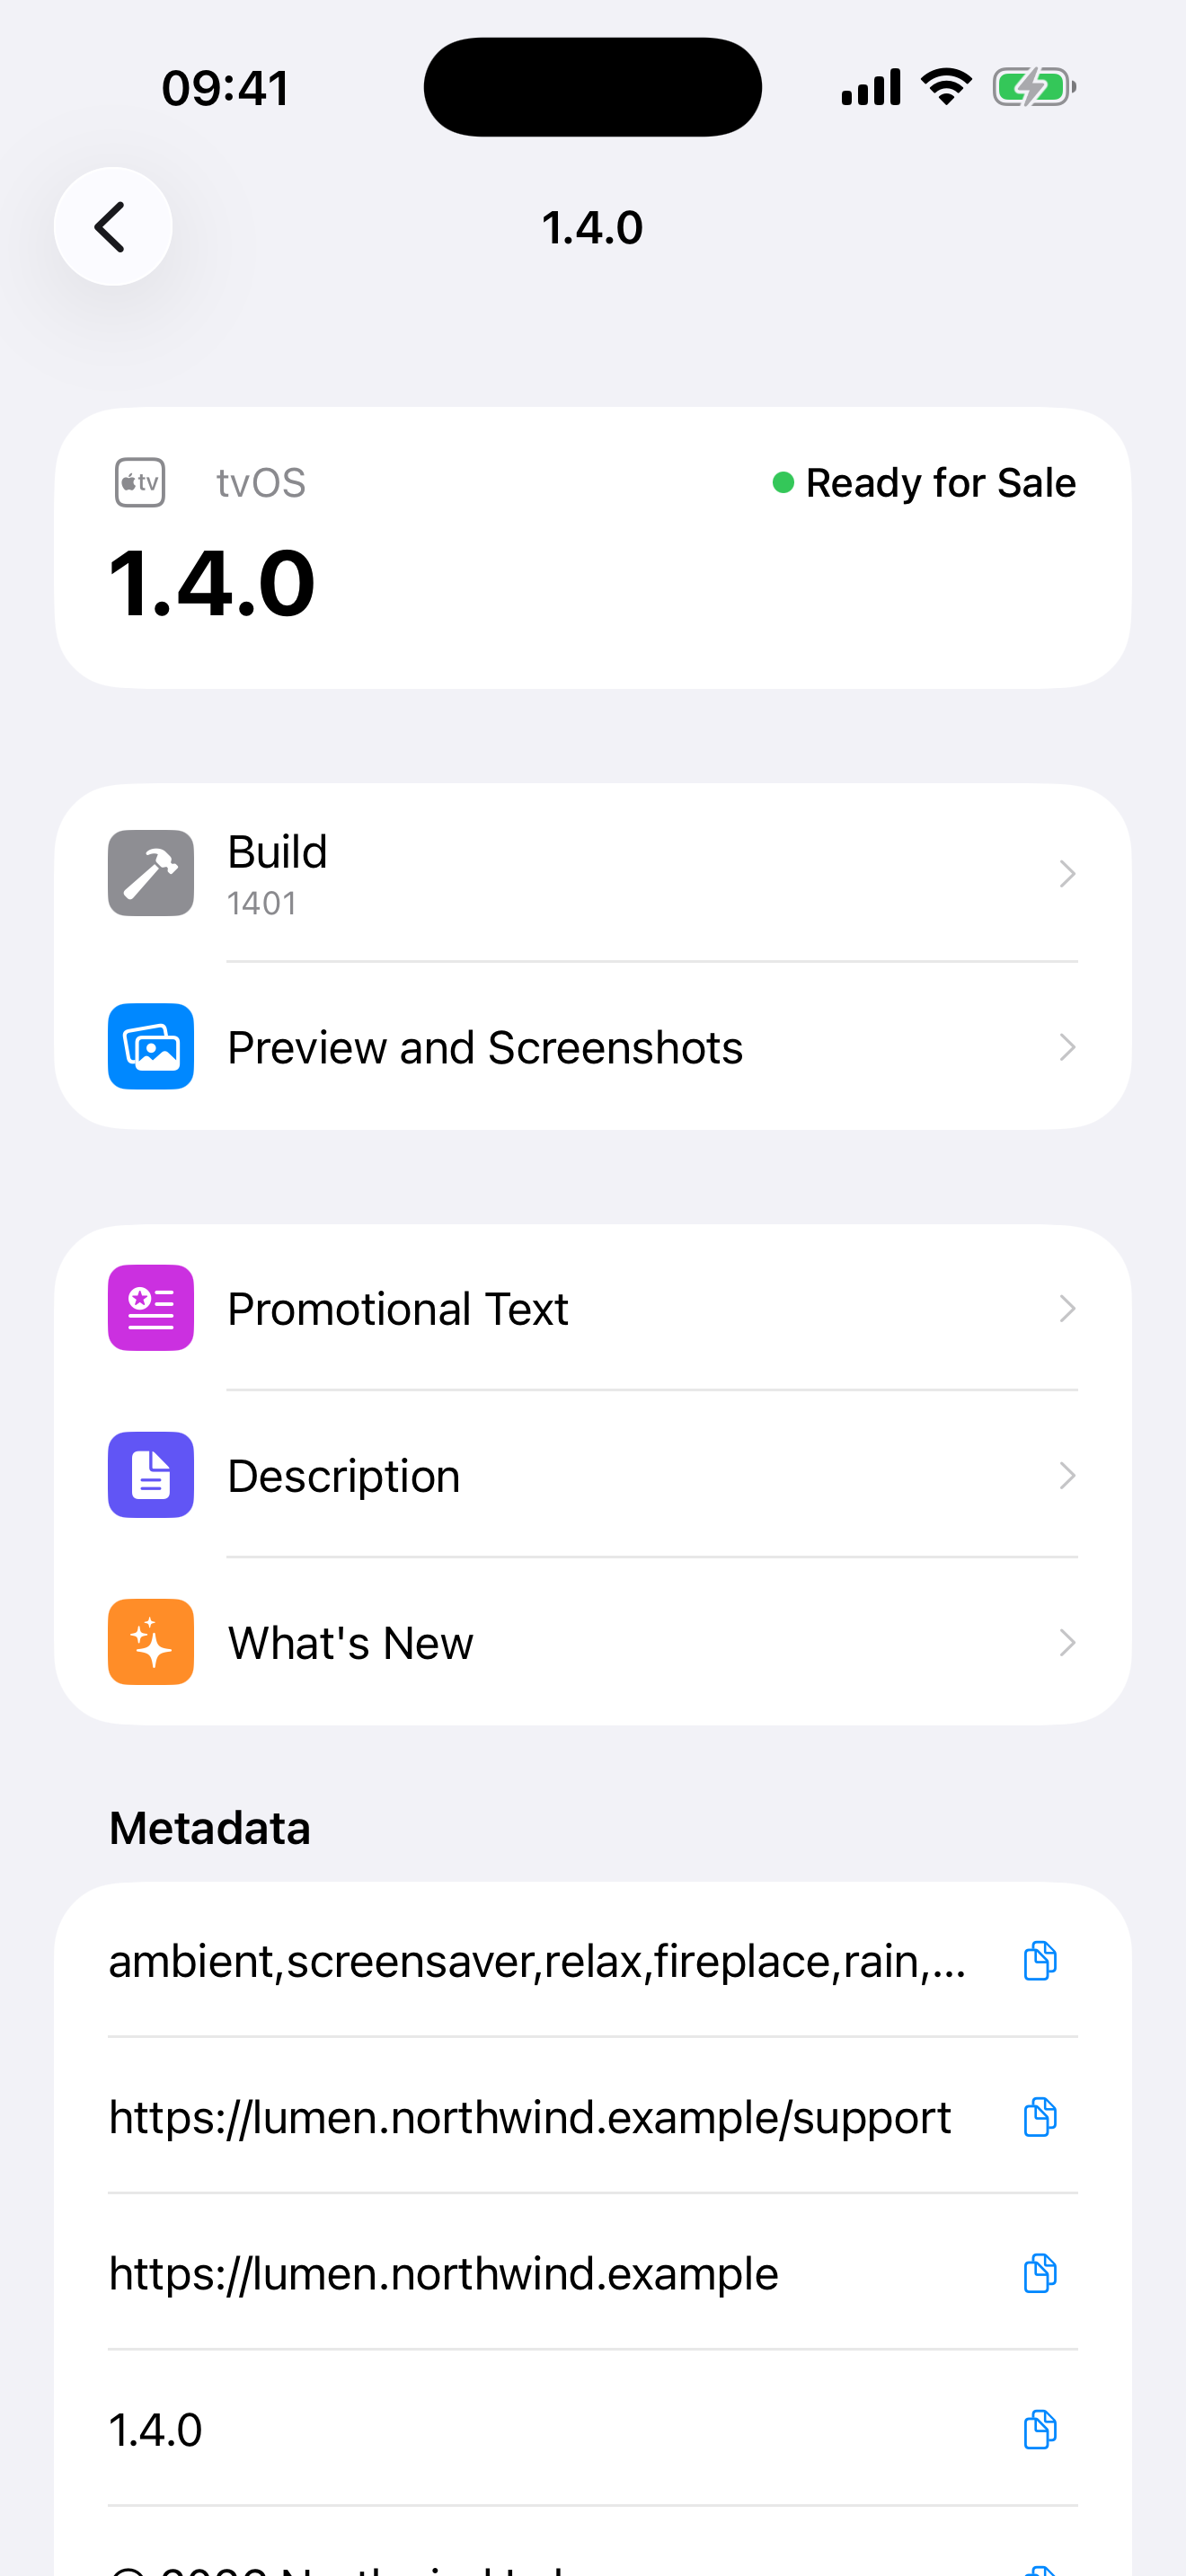 09:41
1.4.0
tv
tvOS
Ready for Sale
1.4.0
Build
1401
Preview and Screenshots
Promotional Text
Description
What's New
Metadata
ambient,screensaver,relax,fireplace,rain,...
https://lumen.northwind.example/support
https://lumen.northwind.example
1.4.0